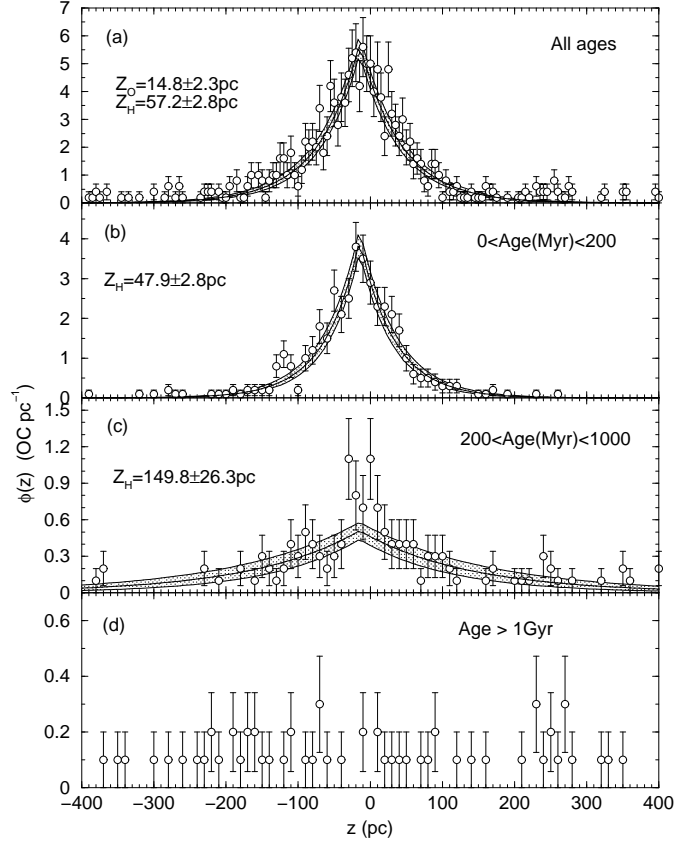 7
6
5
4
3
2
1
0
(a)
All ages
Z_O=14.8±2.3pc
Z_H=57.2±2.8pc
4
3
2
1
0
(b)
0<Age(Myr)<200
Z_H=47.9±2.8pc
1.5
1.2
0.9
0.6
0.3
0
(c)
200<Age(Myr)<1000
Z_H=149.8±26.3pc
0.6
0.4
0.2
0
(d)
Age > 1Gyr
ϕ(z) (OC pc⁻¹)
−400 −300 −200 −100 0 100 200 300 400
z (pc)